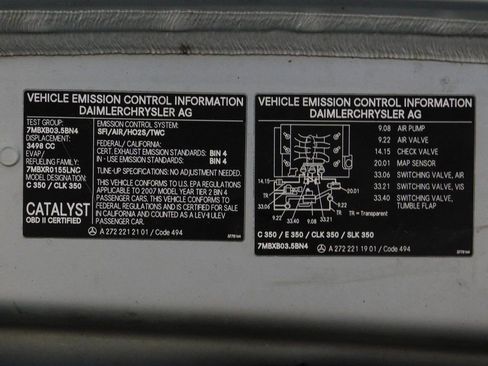 VEHICLE EMISSION CONTROL INFORMATION
DAIMLERCHRYSLER AG
TEST GROUP:
7MBXB03.5BN4
DISPLACEMENT:
3498 CC
EVAP/
REFUELING FAMILY:
7MBXR0155LNC
MODEL DESIGNATION:
C 350 / CLK 350
CATALYST
OBD II CERTIFIED
EMISSION CONTROL SYSTEM:
SFI/AIR/HO2S/TWC
FEDERAL/ CALIFORNIA:
CERT. EXHAUST EMISSION STANDARDS: BIN 4
IN - USE EMISSION STANDARDS: BIN 4
TUNE-UP SPECIFICATIONS: NO ADJUSTMENT NEEDED.
THIS VEHICLE CONFORMS TO U.S. EPA REGULATIONS
APPLICABLE TO 2007 MODEL YEAR TIER 2 BIN 4
PASSENGER CARS. THIS VEHICLE CONFORMS TO
FEDERAL REGULATIONS AND IS CERTIFIED FOR SALE
IN CALIFORNIA AND COUNTED AS A LEV-II ULEV
PASSENGER CAR.
A 272 221 21 01 / Code 494
VEHICLE EMISSION CONTROL INFORMATION
DAIMLERCHRYSLER AG
9.08 AIR PUMP
9.22 AIR VALVE
14.15 CHECK VALVE
20.01 MAP SENSOR
33.06 SWITCHING VALVE, AIR
33.21 SWITCHING VALVE, VIS
33.40 SWITCHING VALVE,
TUMBLE FLAP
14.15
9.22
33.06
33.21
33.40
9.08
20.01
TR
TR = Transparent
C 350 / E 350 / CLK 350 / SLK 350
7MBXB03.5BN4
A 272 221 19 01 / Code 494